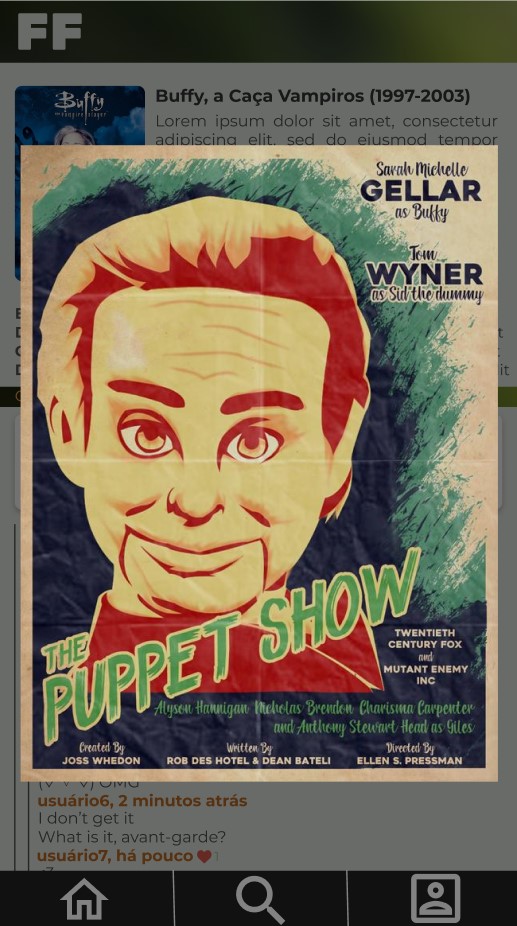 FF
Buffy
Buffy, a Caça Vampiros (1997-2003)
Lorem ipsum dolor sit amet, consectetur
adipiscing elit, sed do eiusmod tempor
Sarah Michelle
GELLAR
as Buffy
Tom
WYNER
as Sid the dummy
it
THE
PUPPET SHOW
TWENTIETH
CENTURY FOX
and
MUTANT ENEMY
INC
Alyson Hannigan Nicholas Brendon Charisma Carpenter
and Anthony Stewart Head as Giles
Created By
JOSS WHEDON
Written By
ROB DES HOTEL & DEAN BATELI
Directed By
ELLEN S. PRESSMAN
OMG
usuário6, 2 minutos atrás
I don't get it
What is it, avant-garde?
usuário7, há pouco ❤ 1